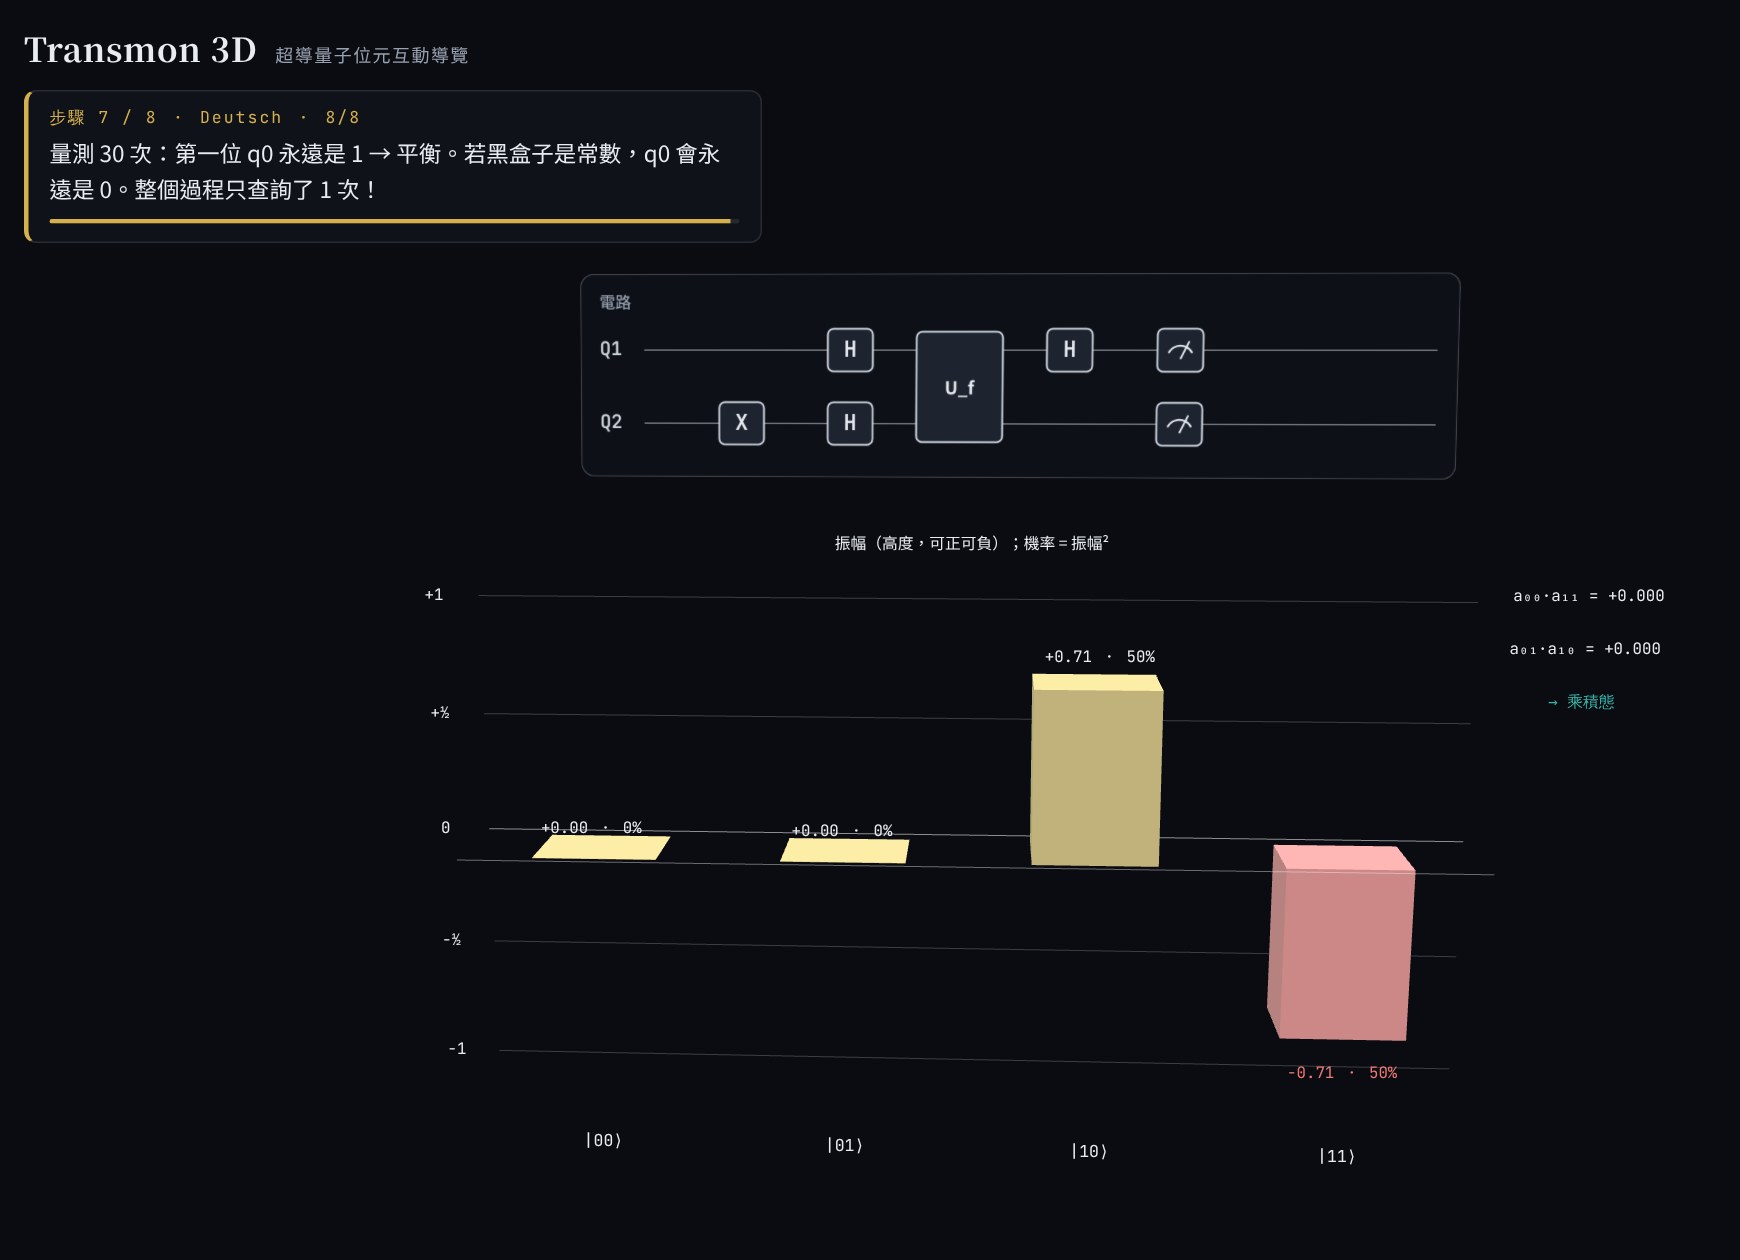 Transmon 3D 超導量子位元互動導覽
步驟 7 / 8 · Deutsch · 8/8
量測 30 次：第一位 q0 永遠是 1 → 平衡。若黑盒子是常數，q0 會永
遠是 0。整個過程只查詢了 1 次！
電路
Q1 H H
U_f
Q2 X H
振幅（高度，可正可負）；機率 = 振幅²
+1
a₀₀·a₁₁ = +0.000
a₀₁·a₁₀ = +0.000
+0.71 · 50%
→ 乘積態
+½
0
+0.00 · 0%
+0.00 · 0%
-½
-1
-0.71 · 50%
|00⟩ |01⟩ |10⟩ |11⟩